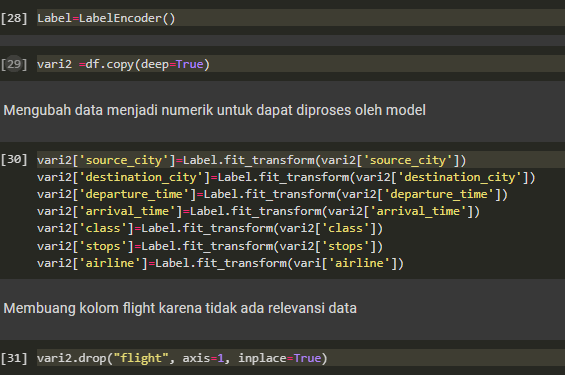 [28] Label=LabelEncoder()
[29] vari2 =df.copy(deep=True)
Mengubah data menjadi numerik untuk dapat diproses oleh model
[30] vari2['source_city']=Label.fit_transform(vari2['source_city'])
vari2['destination_city']=Label.fit_transform(vari2['destination_city'])
vari2['departure_time']=Label.fit_transform(vari2['departure_time'])
vari2['arrival_time']=Label.fit_transform(vari2['arrival_time'])
vari2['class']=Label.fit_transform(vari2['class'])
vari2['stops']=Label.fit_transform(vari2['stops'])
vari2['airline']=Label.fit_transform(vari['airline'])
Membuang kolom flight karena tidak ada relevansi data
[31] vari2.drop("flight", axis=1, inplace=True)